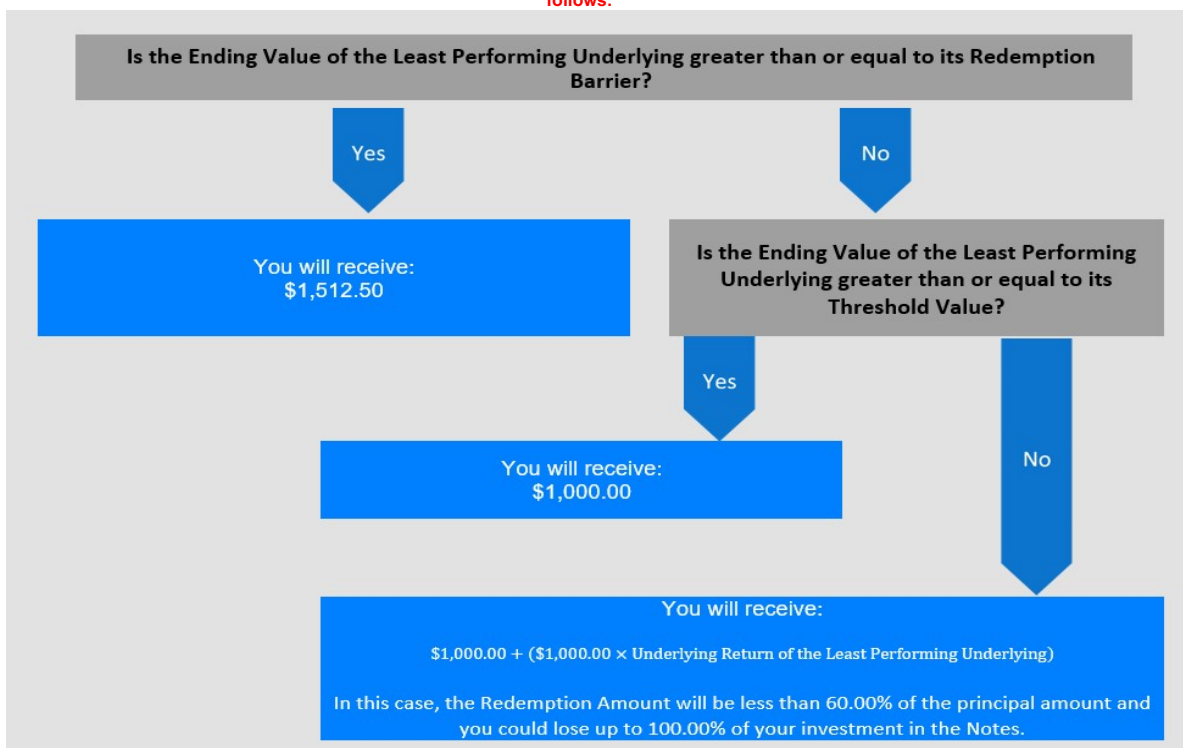 follows:
Is the Ending Value of the Least Performing Underlying greater than or equal to its Redemption
Barrier?
Yes
No
You will receive:
$1,512.50
Is the Ending Value of the Least Performing
Underlying greater than or equal to its
Threshold Value?
Yes
No
You will receive:
$1,000.00
You will receive:
$1,000.00 + ($1,000.00 × Underlying Return of the Least Performing Underlying)
In this case, the Redemption Amount will be less than 60.00% of the principal amount and
you could lose up to 100.00% of your investment in the Notes.